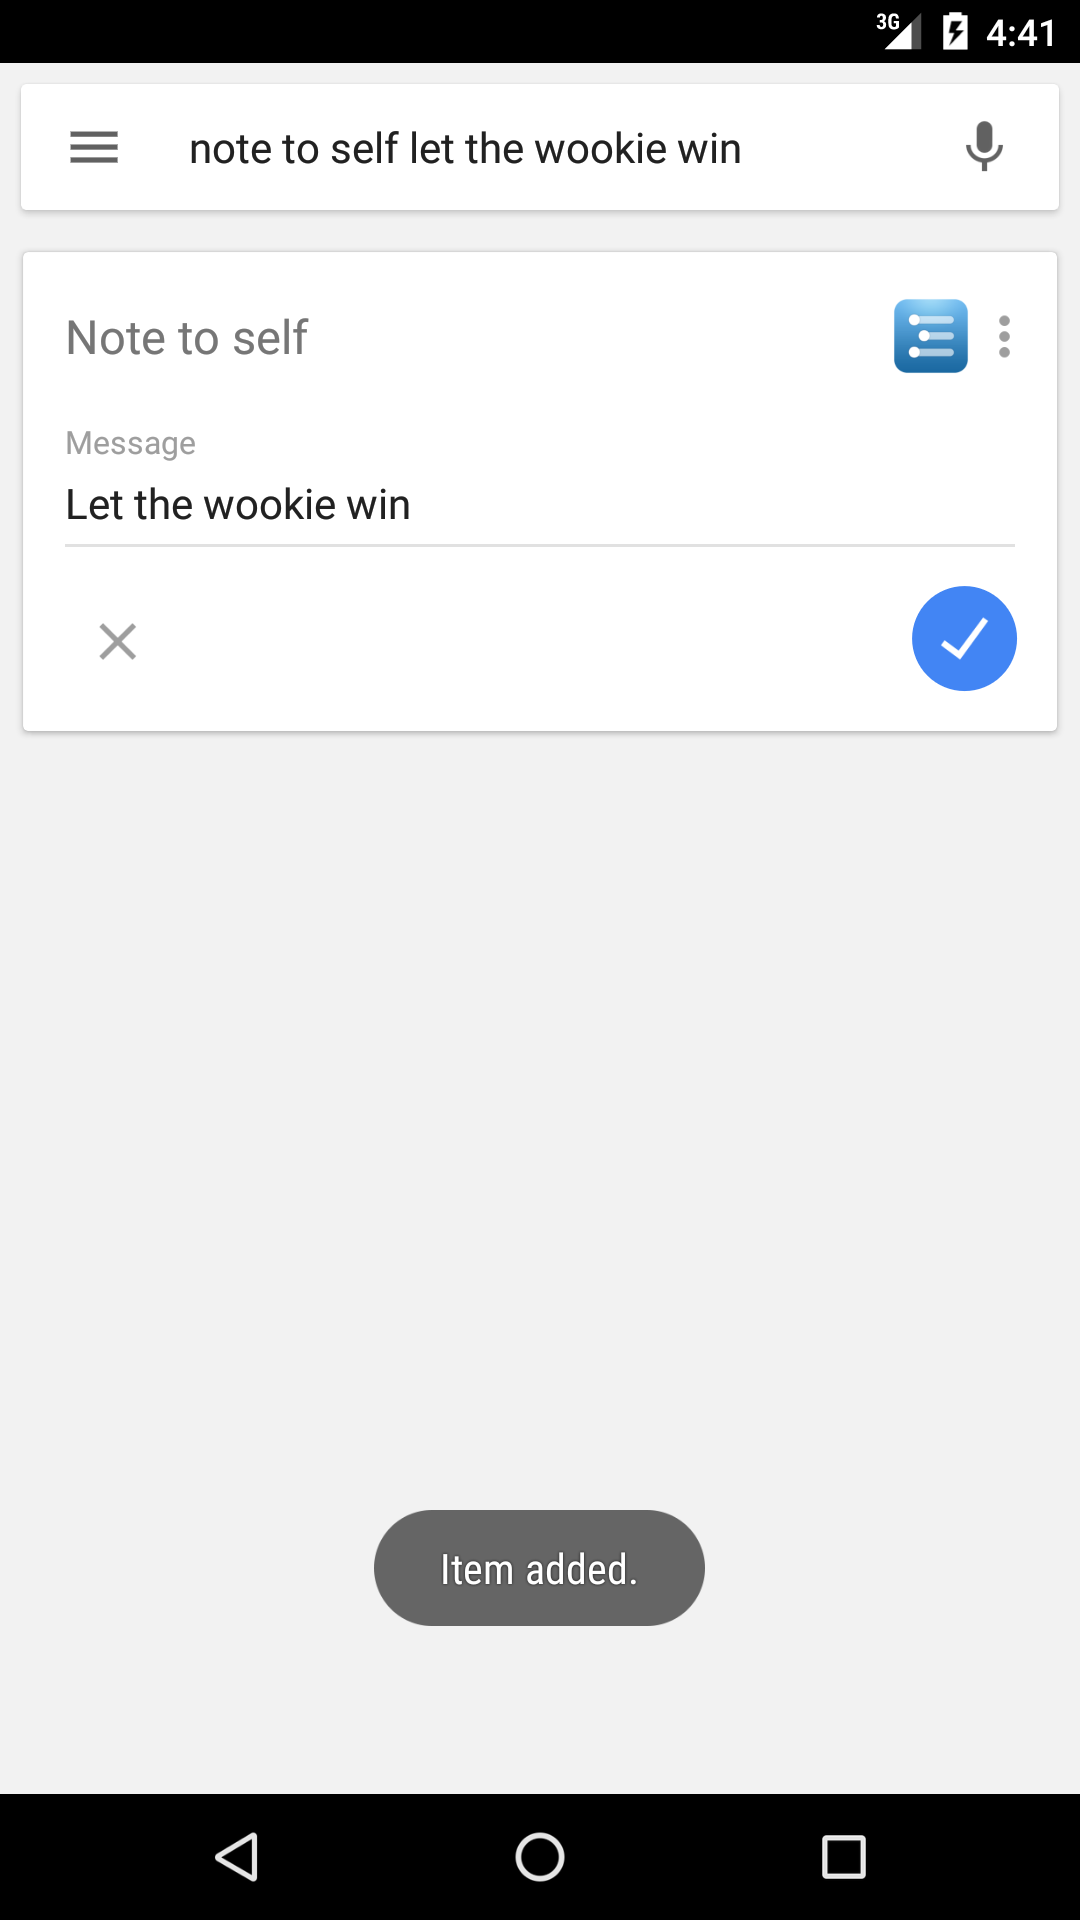 3G 4:41
note to self let the wookie win
Note to self
Message
Let the wookie win
Item added.